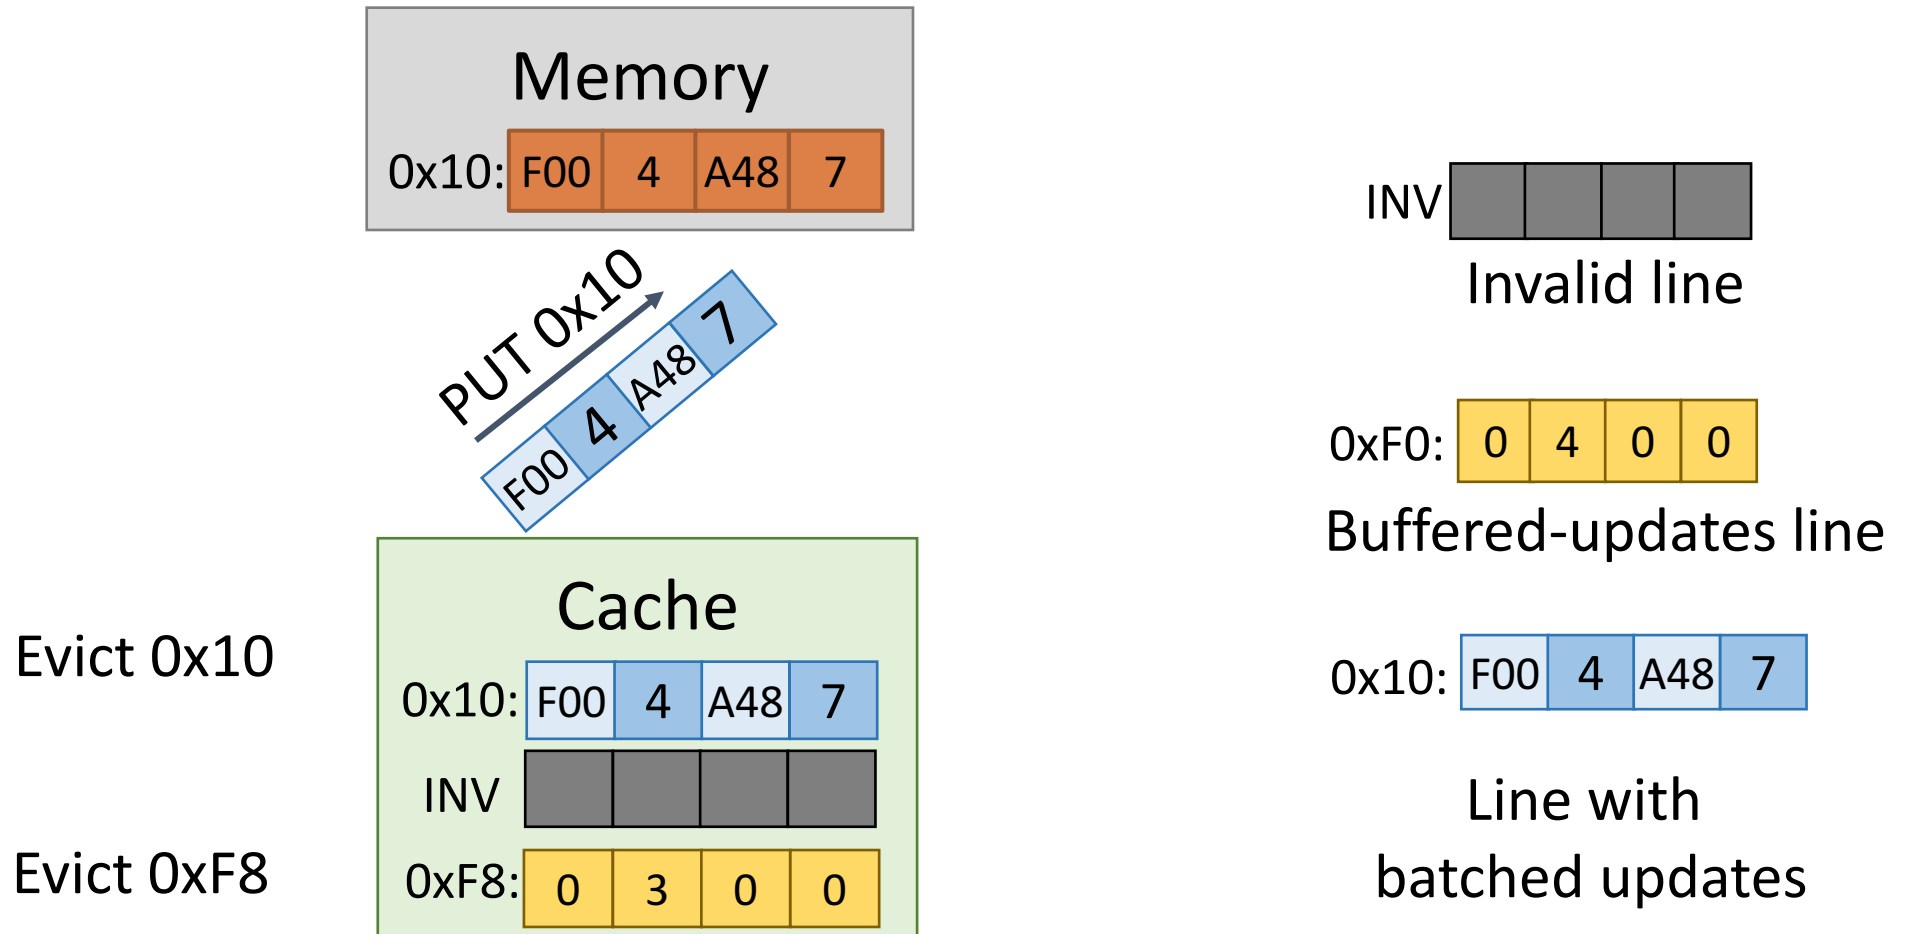 Memory
0x10: F00 4 A48 7
PUT 0x10
F00 4 A48 7
Cache
Evict 0x10
0x10: F00 4 A48 7
INV
Evict 0xF8
0xF8: 0 3 0 0
INV
Invalid line
0xF0: 0 4 0 0
Buffered-updates line
0x10: F00 4 A48 7
Line with
batched updates